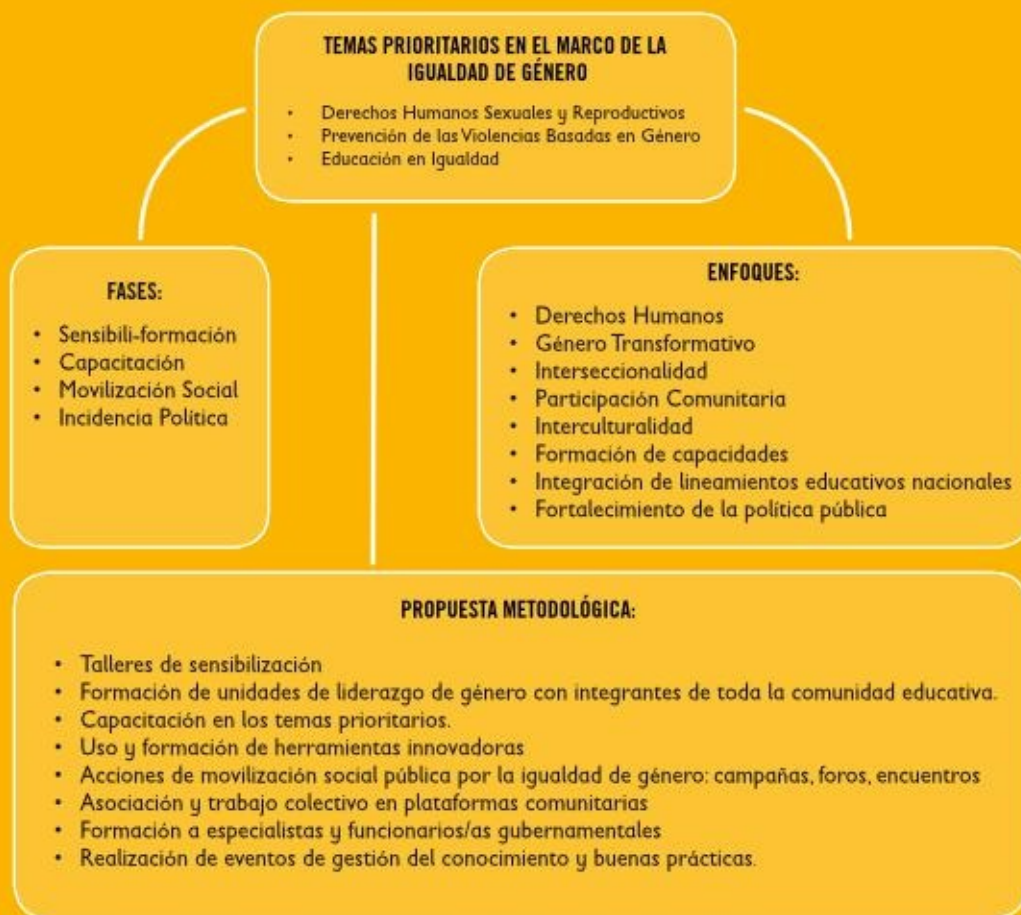 TEMAS PRIORITARIOS EN EL MARCO DE LA
IGUALDAD DE GÉNERO
• Derechos Humanos Sexuales y Reproductivos
• Prevención de las Violencias Basadas en Género
• Educación en Igualdad
FASES:
• Sensibili-formación
• Capacitación
• Movilización Social
• Incidencia Política
ENFOQUES:
• Derechos Humanos
• Género Transformativo
• Interseccionalidad
• Participación Comunitaria
• Interculturalidad
• Formación de capacidades
• Integración de lineamientos educativos nacionales
• Fortalecimiento de la política pública
PROPUESTA METODOLÓGICA:
• Talleres de sensibilización
• Formación de unidades de liderazgo de género con integrantes de toda la comunidad educativa.
• Capacitación en los temas prioritarios.
• Uso y formación de herramientas innovadoras
• Acciones de movilización social pública por la igualdad de género: campañas, foros, encuentros
• Asociación y trabajo colectivo en plataformas comunitarias
• Formación a especialistas y funcionarios/as gubernamentales
• Realización de eventos de gestión del conocimiento y buenas prácticas.